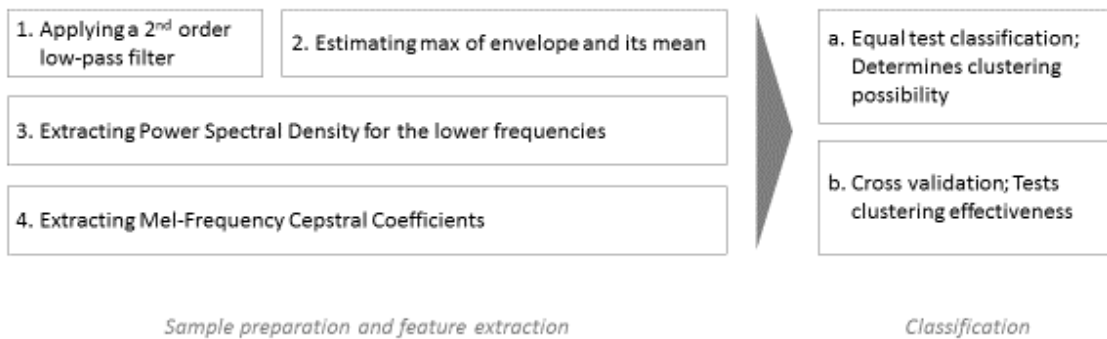 1. Applying a 2nd order
low-pass filter
2. Estimating max of envelope and its mean
3. Extracting Power Spectral Density for the lower frequencies
4. Extracting Mel-Frequency Cepstral Coefficients
Sample preparation and feature extraction
a. Equal test classification;
Determines clustering
possibility
b. Cross validation; Tests
clustering effectiveness
Classification